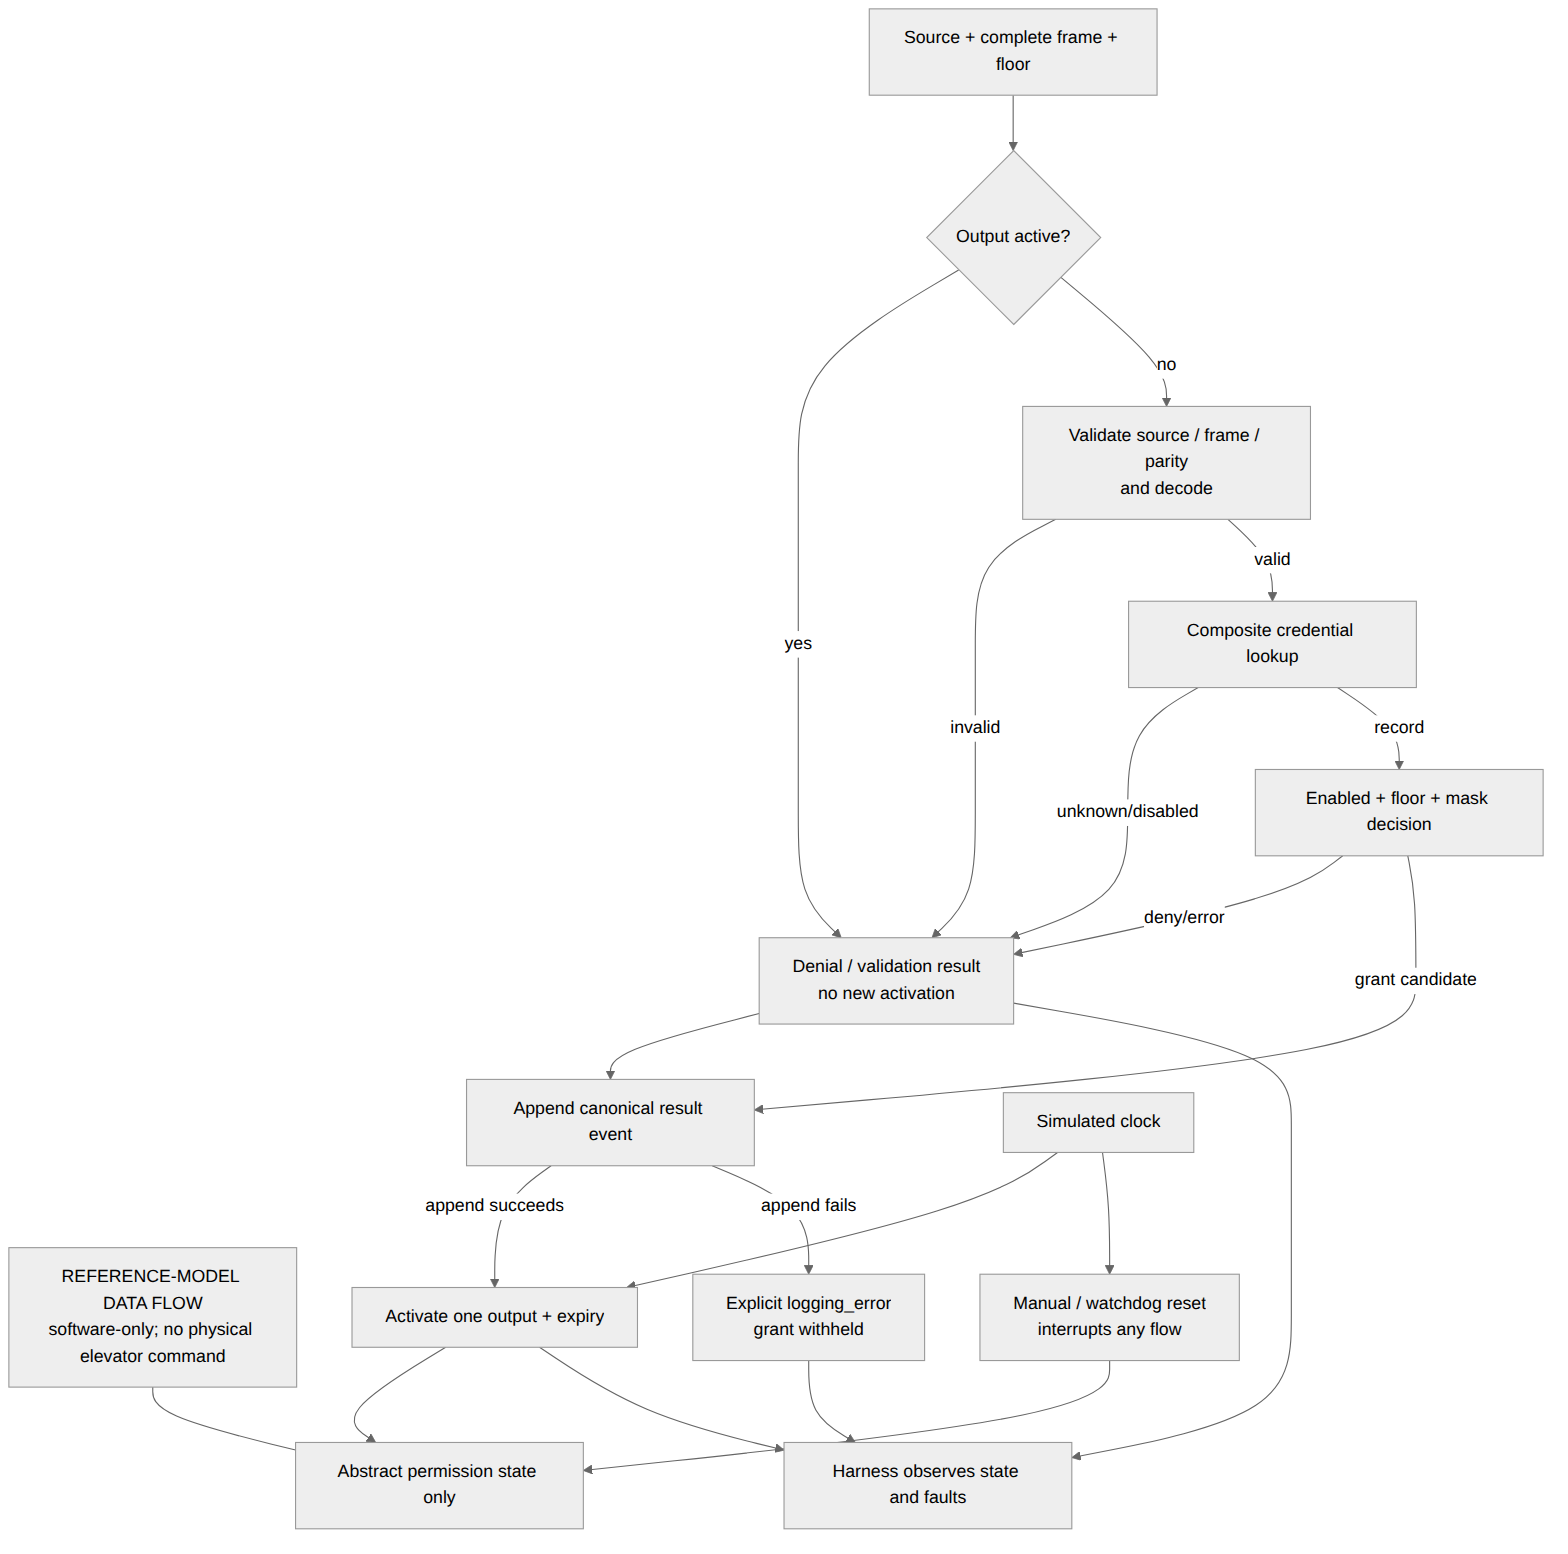 Source + complete frame +
floor
Output active?
no
Validate source / frame /
parity
and decode
valid
yes
Composite credential
lookup
invalid
record
unknown/disabled
Enabled + floor + mask
decision
deny/error
Denial / validation result
no new activation
grant candidate
Append canonical result
event
Simulated clock
append succeeds
append fails
REFERENCE-MODEL
DATA FLOW
software-only; no physical
elevator command
Activate one output + expiry
Explicit logging_error
grant withheld
Manual / watchdog reset
interrupts any flow
Abstract permission state
only
Harness observes state
and faults